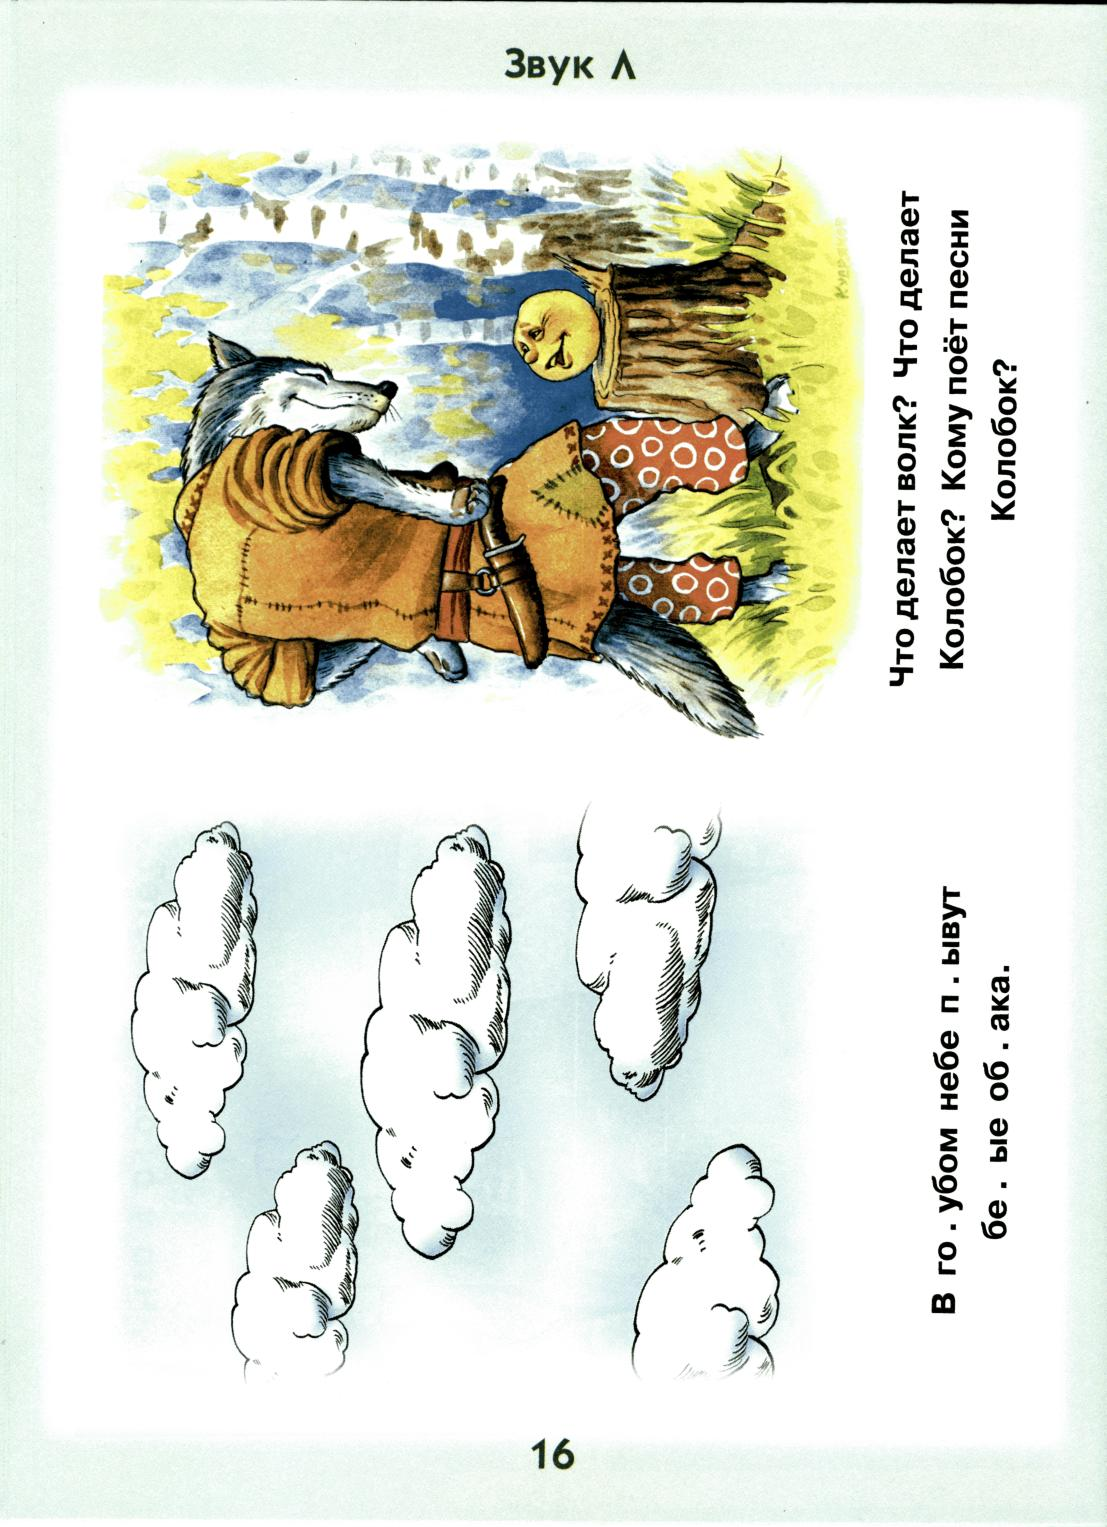 Звук Л
Что делает волк? Что делает
Колобок? Кому поёт песни
Колобок?
КУДРЯВЦЕВ
В го . убом небе п . ывут
бе . ые об . ака.
16